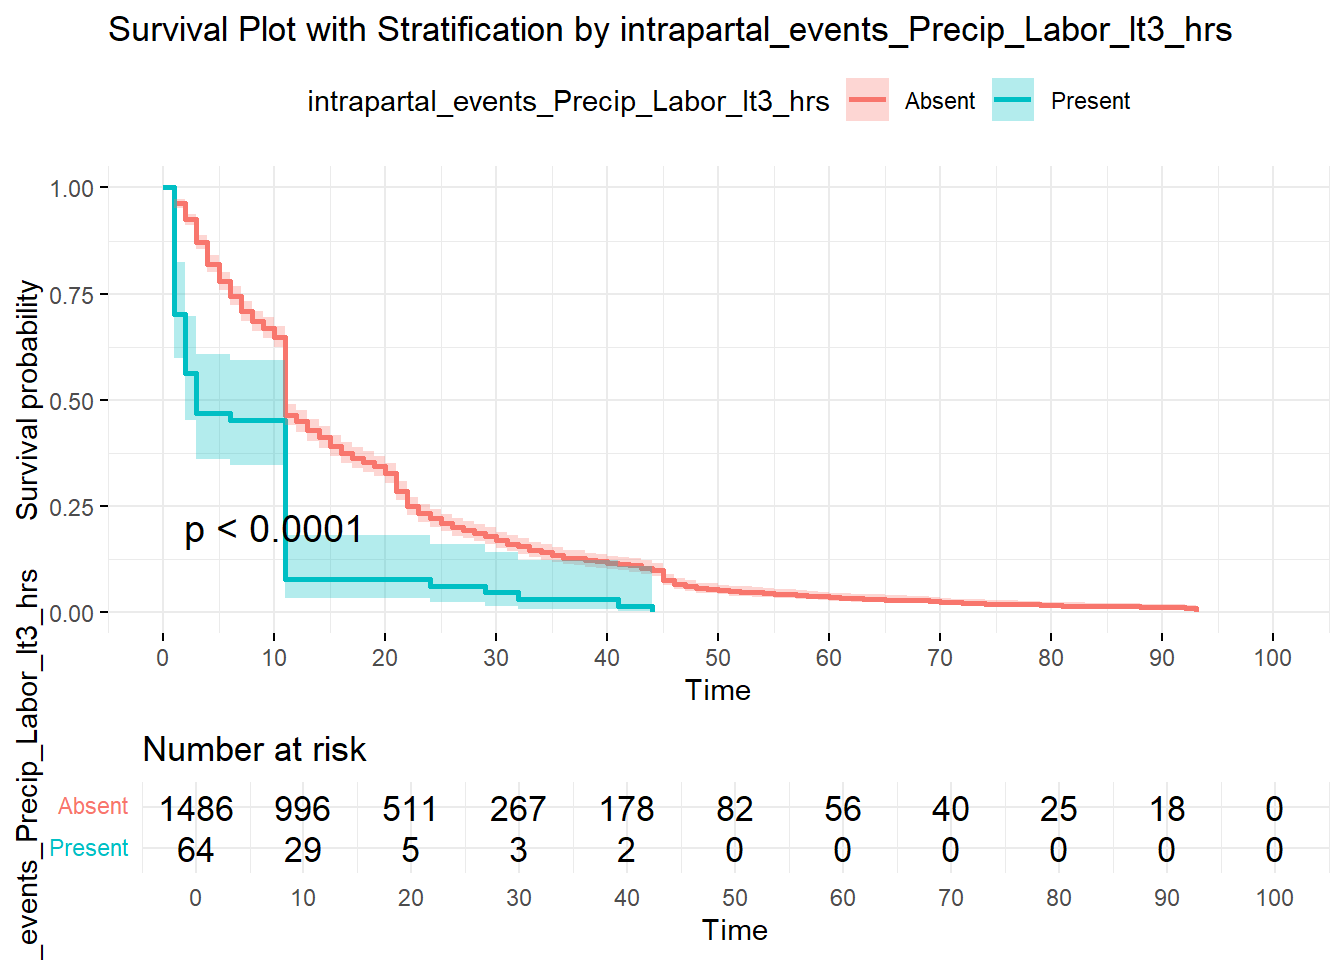 Survival Plot with Stratification by intrapartal_events_Precip_Labor_lt3_hrs
intrapartal_events_Precip_Labor_lt3_hrs Absent Present
Survival probability
1.00
0.75
0.50
0.25
0.00
p < 0.0001
0 10 20 30 40 50 60 70 80 90 100
Time
Number at risk
_events_Precip_Labor_lt3_hrs
Absent 1486 996 511 267 178 82 56 40 25 18 0
Present 64 29 5 3 2 0 0 0 0 0 0
0 10 20 30 40 50 60 70 80 90 100
Time